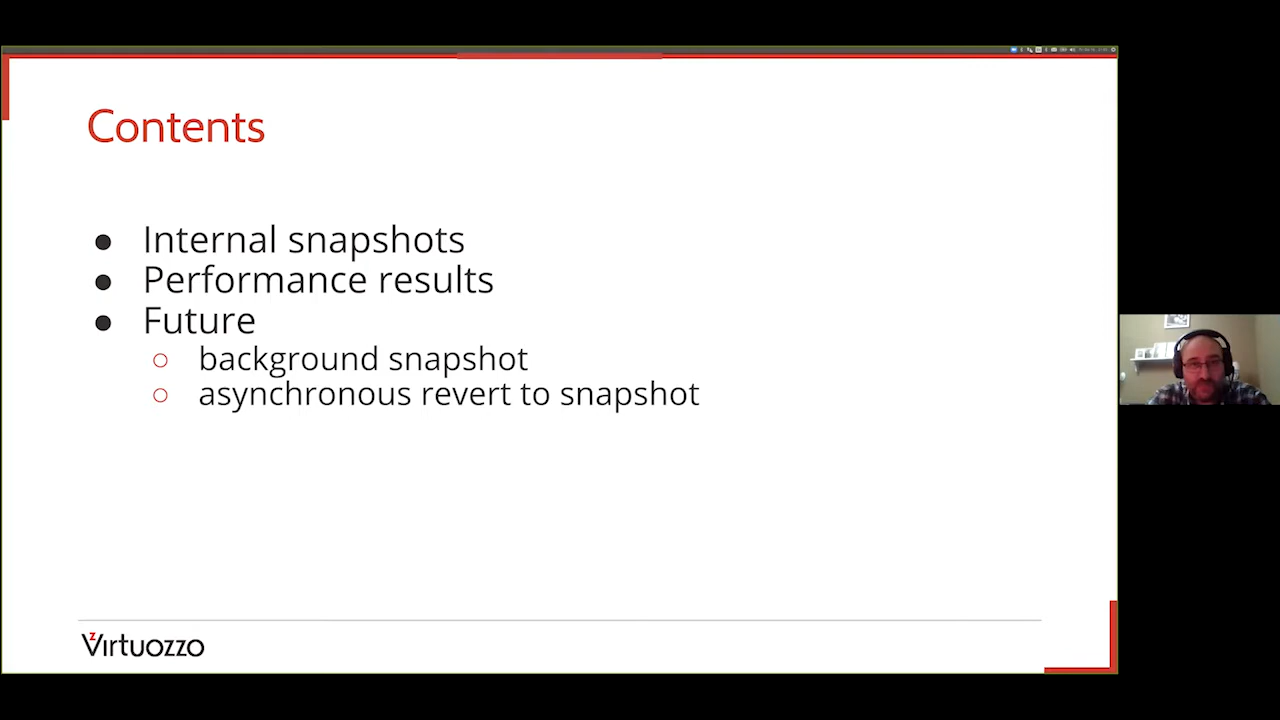 Contents
● Internal snapshots
● Performance results
● Future
○ background snapshot
○ asynchronous revert to snapshot
Virtuozzo